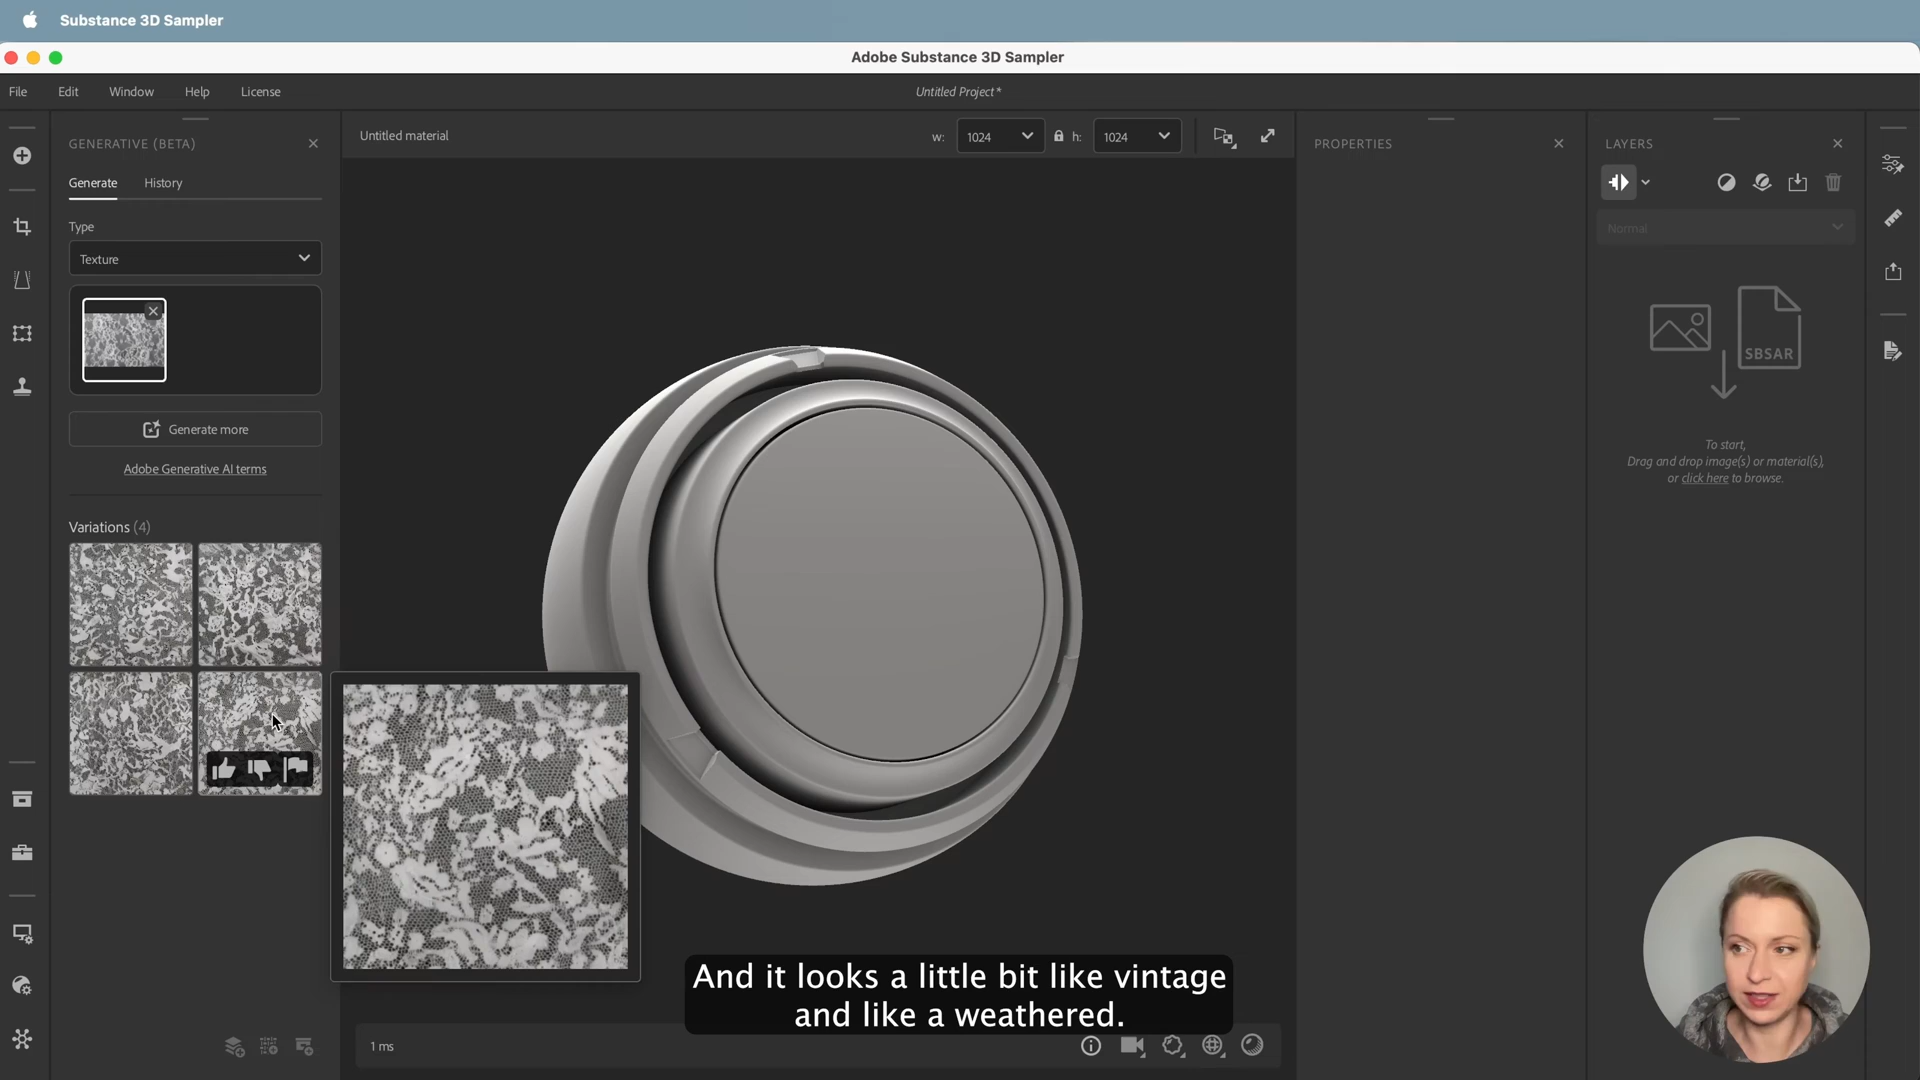 Substance 3D Sampler
Adobe Substance 3D Sampler
File Edit Window Help License
Untitled Project*
GENERATIVE (BETA)
Generate History
Type
Texture
Generate more
Adobe Generative AI terms
Variations (4)
Untitled material
w: 1024 h: 1024
PROPERTIES
LAYERS
Normal
SBSAR
To start,
Drag and drop image(s) or material(s),
or click here to browse.
And it looks a little bit like vintage
and like a weathered.
1 ms